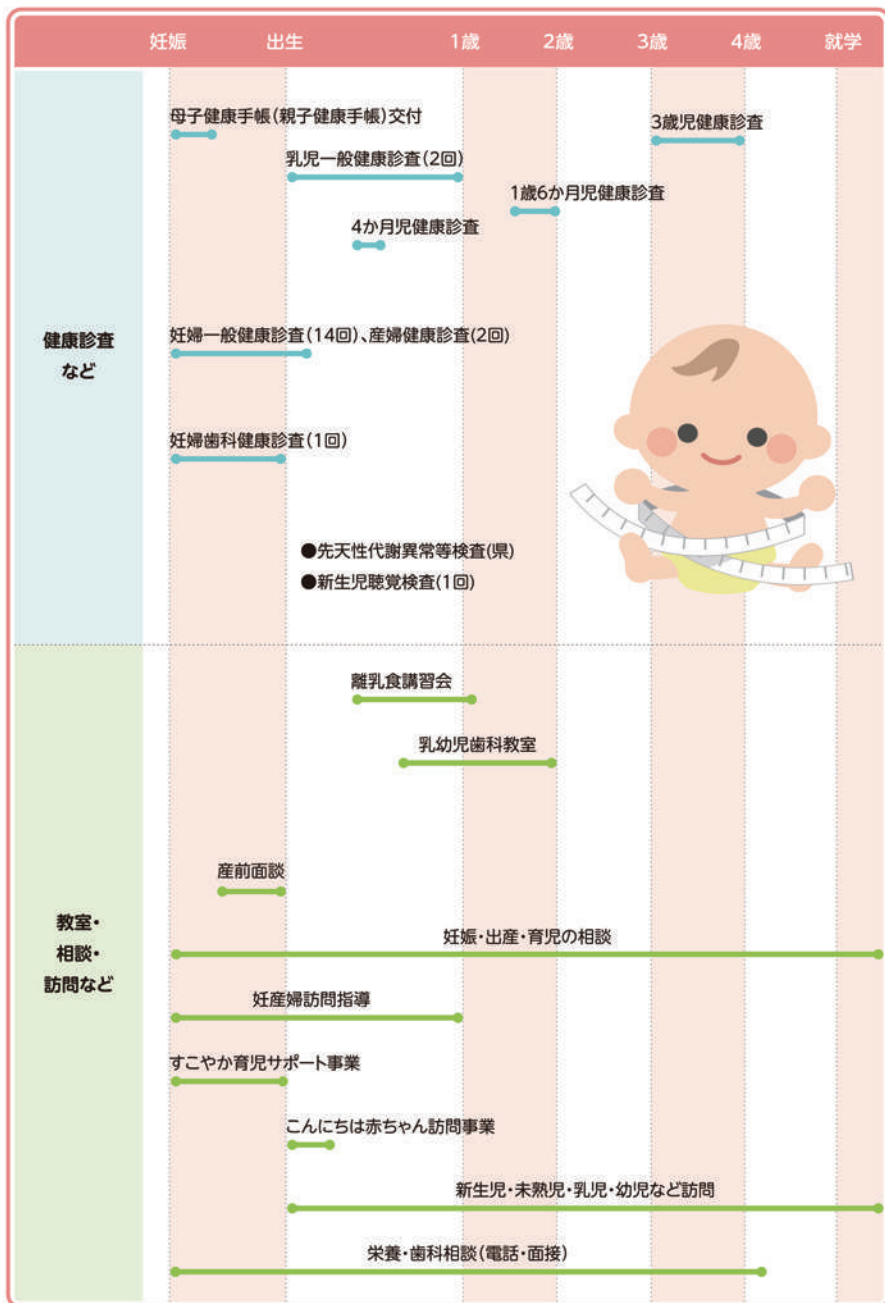 妊娠 出生 1歳 2歳 3歳 4歳 就学
健康診査
など
母子健康手帳(親子健康手帳)交付
3歳児健康診査
乳児一般健康診査(2回)
1歳6か月児健康診査
4か月児健康診査
妊婦一般健康診査(14回)、産婦健康診査(2回)
妊婦歯科健康診査(1回)
●先天性代謝異常等検査(県)
●新生児聴覚検査(1回)
教室・
相談・
訪問など
離乳食講習会
乳幼児歯科教室
産前面談
妊娠・出産・育児の相談
妊産婦訪問指導
すこやか育児サポート事業
こんにちは赤ちゃん訪問事業
新生児・未熟児・乳児・幼児など訪問
栄養・歯科相談(電話・面接)